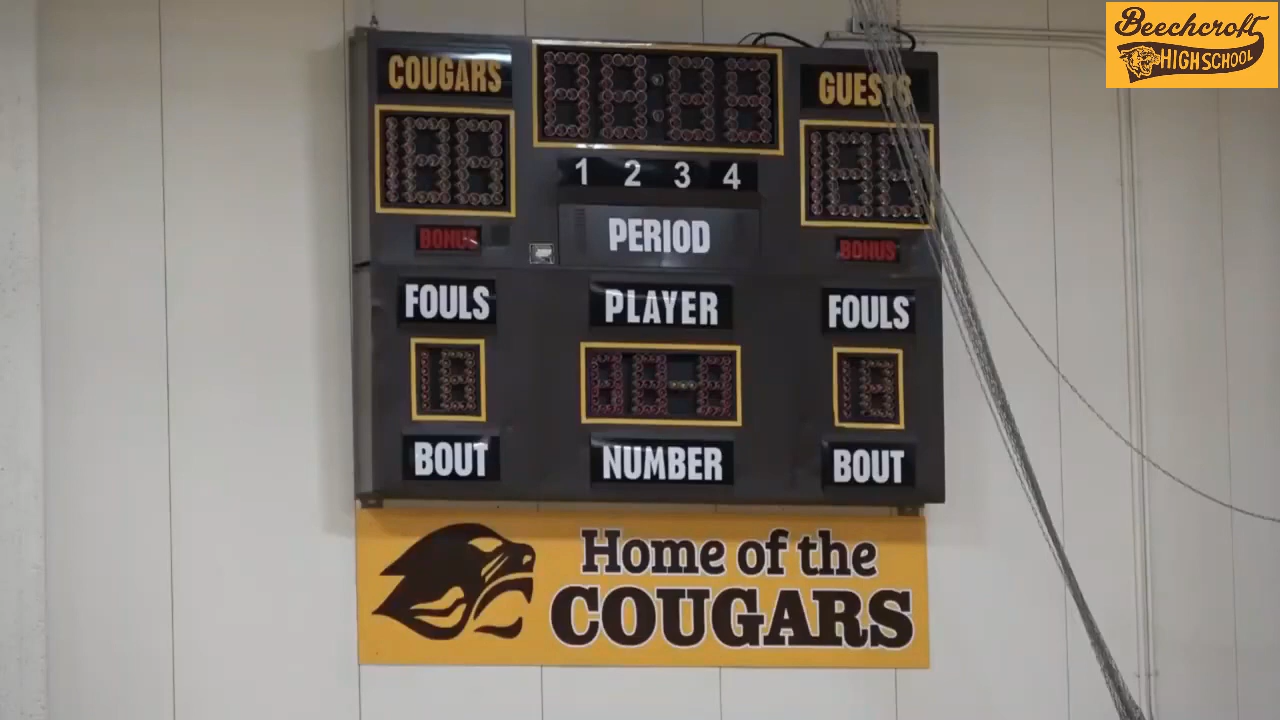 Beechcroft
HIGH SCHOOL
COUGARS
GUESTS
1 2 3 4
PERIOD
BONUS
BONUS
FOULS
PLAYER
FOULS
BOUT
NUMBER
BOUT
Home of the
COUGARS